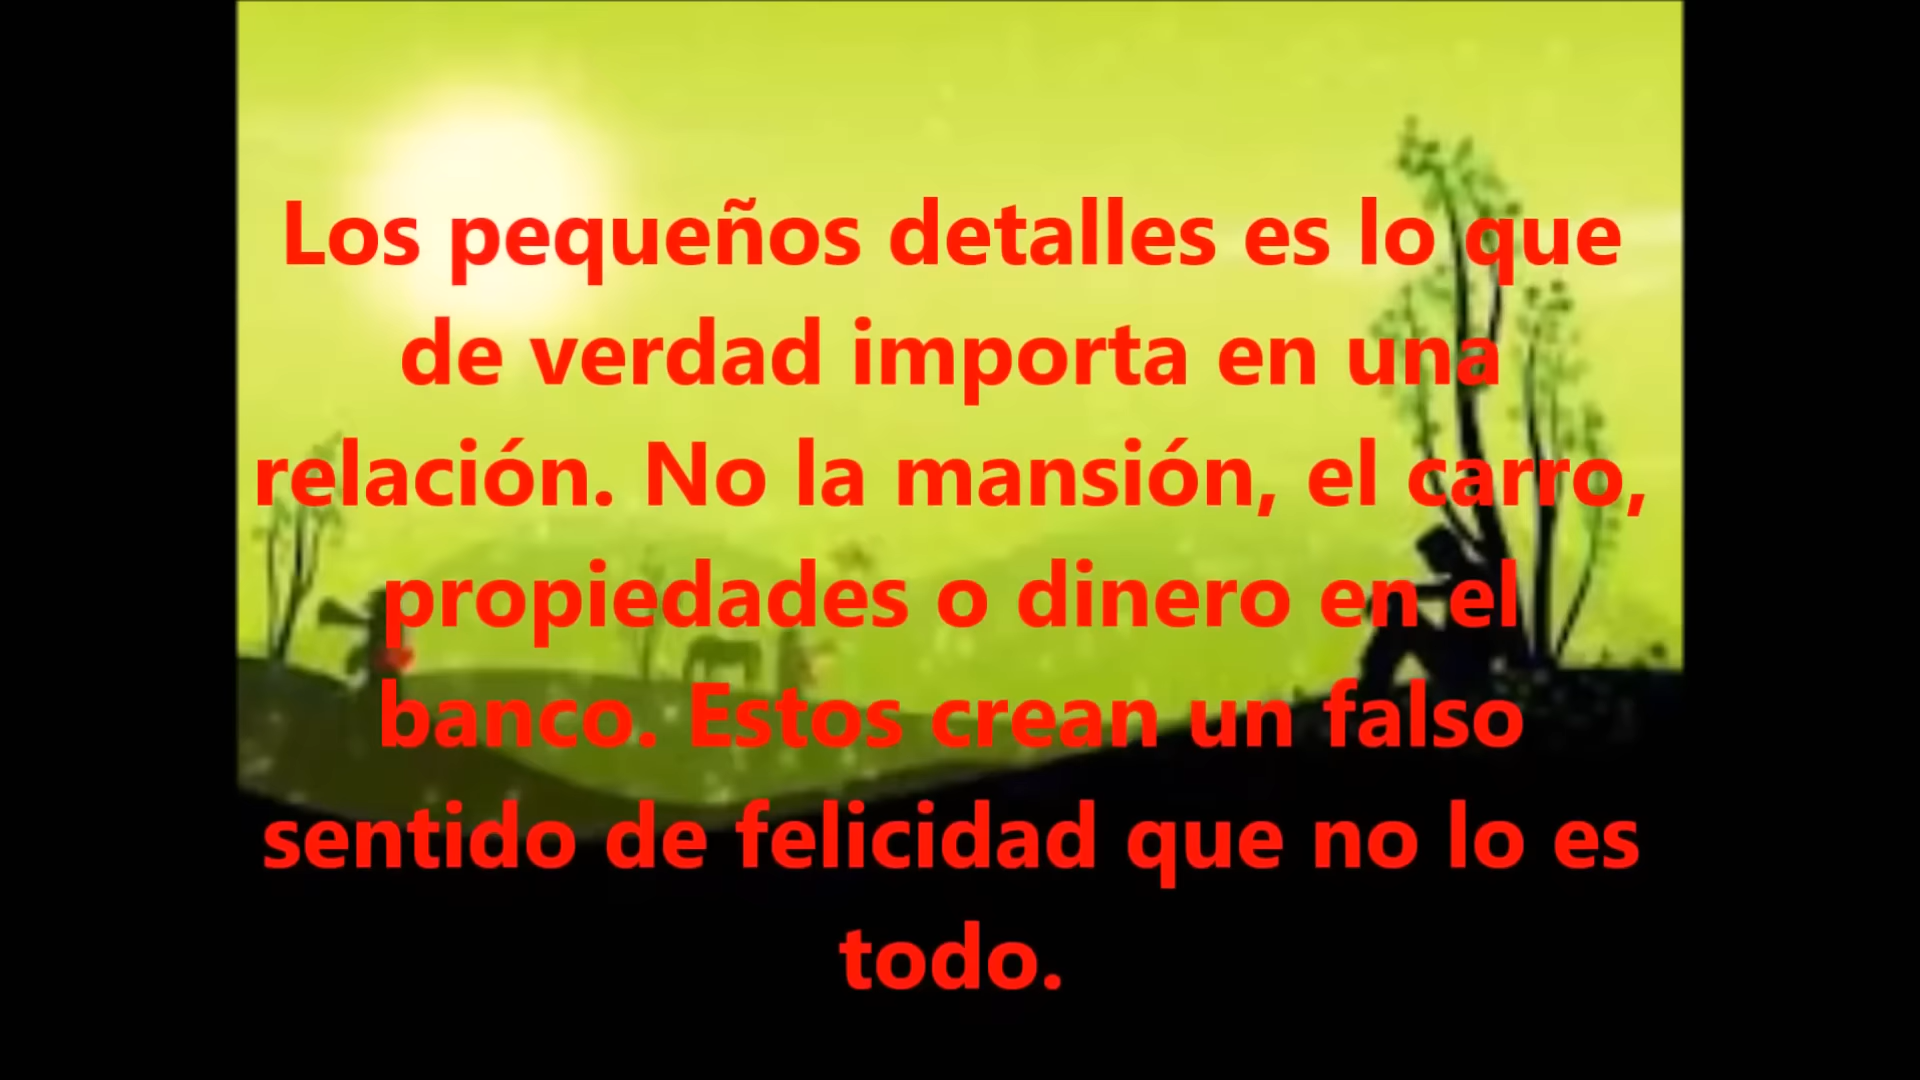 Los pequeños detalles es lo que
de verdad importa en una
relación. No la mansión, el carro,
propiedades o dinero en el
banco. Estos crean un falso
sentido de felicidad que no lo es
todo.